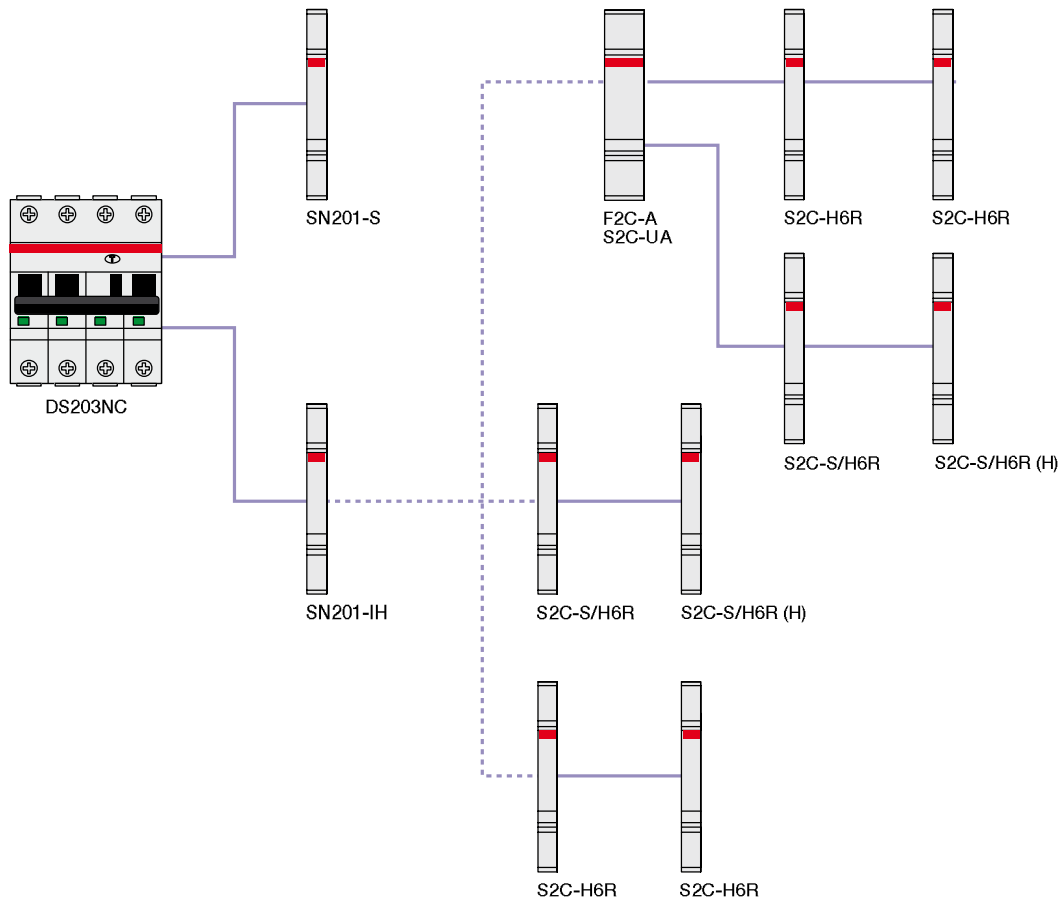 SN201-S
F2C-A
S2C-UA
S2C-H6R
S2C-H6R
DS203NC
S2C-S/H6R
S2C-S/H6R (H)
SN201-IH
S2C-S/H6R
S2C-S/H6R (H)
S2C-H6R
S2C-H6R